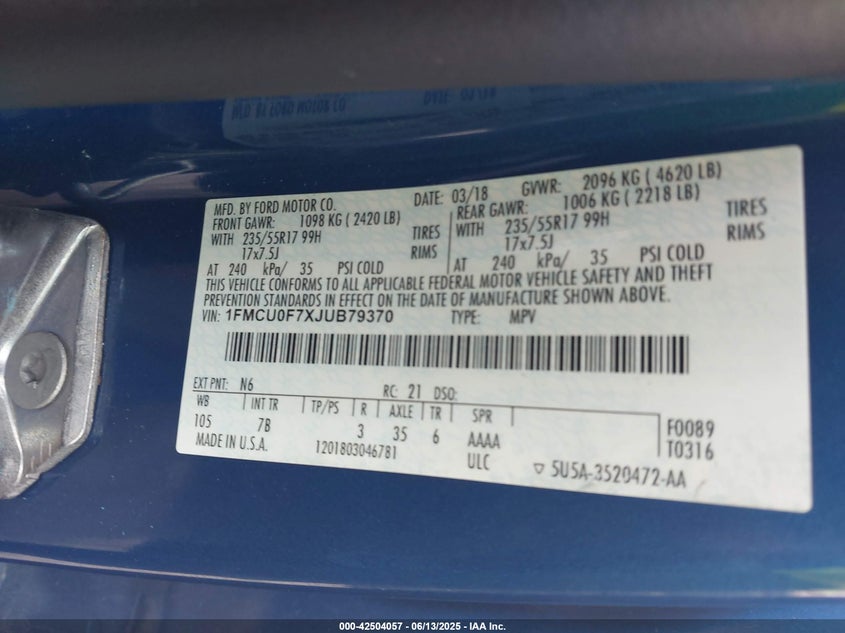 MFD. BY FORD MOTOR CO.
DATE: 03/18 GVWR: 2096 KG ( 4620 LB)
FRONT GAWR: 1098 KG ( 2420 LB)
REAR GAWR: 1006 KG ( 2218 LB)
WITH 235/55R17 99H TIRES
WITH 235/55R17 99H TIRES
17x7.5J RIMS
17x7.5J RIMS
AT 240 kPa/ 35 PSI COLD
AT 240 kPa/ 35 PSI COLD
THIS VEHICLE CONFORMS TO ALL APPLICABLE FEDERAL MOTOR VEHICLE SAFETY AND THEFT
PREVENTION STANDARDS IN EFFECT ON THE DATE OF MANUFACTURE SHOWN ABOVE.
VIN: 1FMCU0F7XJUB79370 TYPE: MPV
EXT PNT: N6 RC: 21 DSO:
WB INT TR TP/PS R AXLE TR SPR
105 7B 3 35 6 AAAA
F0089
MADE IN U.S.A. 1201803046781 ULC
T0316
▽ 5U5A-3520472-AA
000-42504057 - 06/13/2025 - IAA Inc.